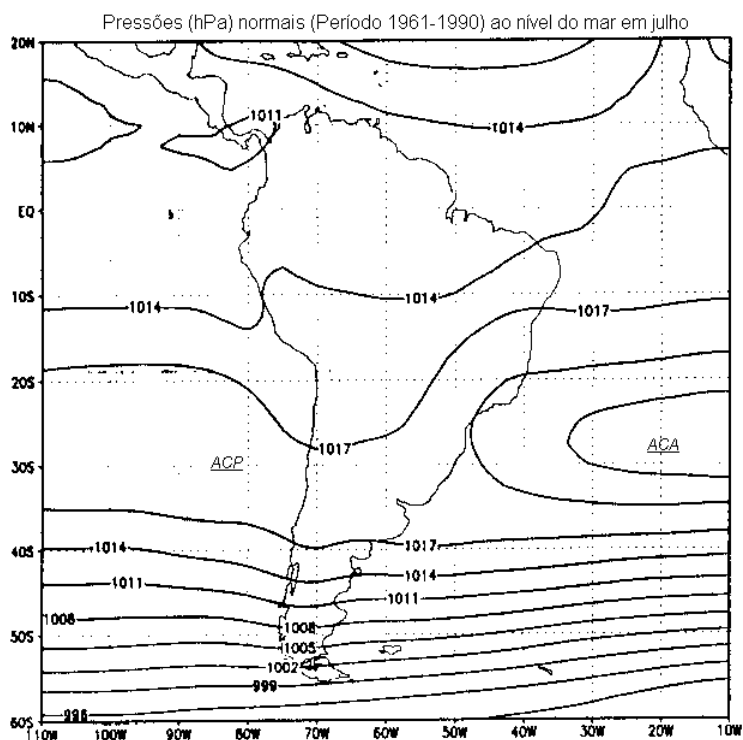 Pressões (hPa) normais (Período 1961-1990) ao nível do mar em julho
20N
1011
10N
1014
EQ
1014
1014
1017
10S
20S
1017
ACP
ACA
30S
1014
1017
40S
1011
1014
1011
1008
1008
50S
1005
1002
999
996
60S
110W 100W 90W 80W 70W 60W 50W 40W 30W 20W 10W